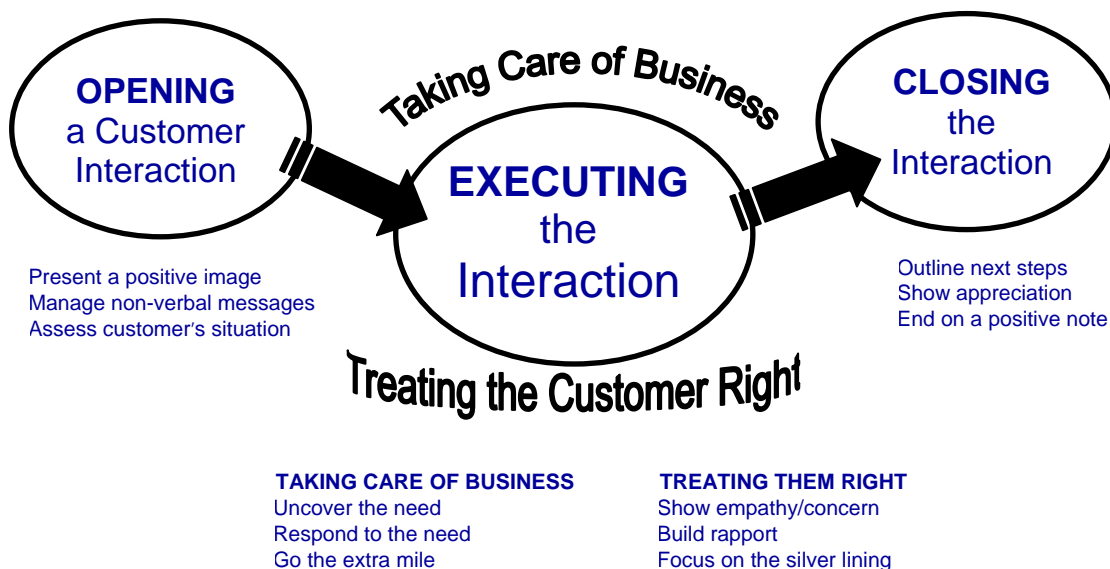 OPENING
a Customer
Interaction
Present a positive image
Manage non-verbal messages
Assess customer's situation
Taking Care of Business
EXECUTING
the
Interaction
Treating the Customer Right
CLOSING
the
Interaction
Outline next steps
Show appreciation
End on a positive note
TAKING CARE OF BUSINESS
Uncover the need
Respond to the need
Go the extra mile
TREATING THEM RIGHT
Show empathy/concern
Build rapport
Focus on the silver lining